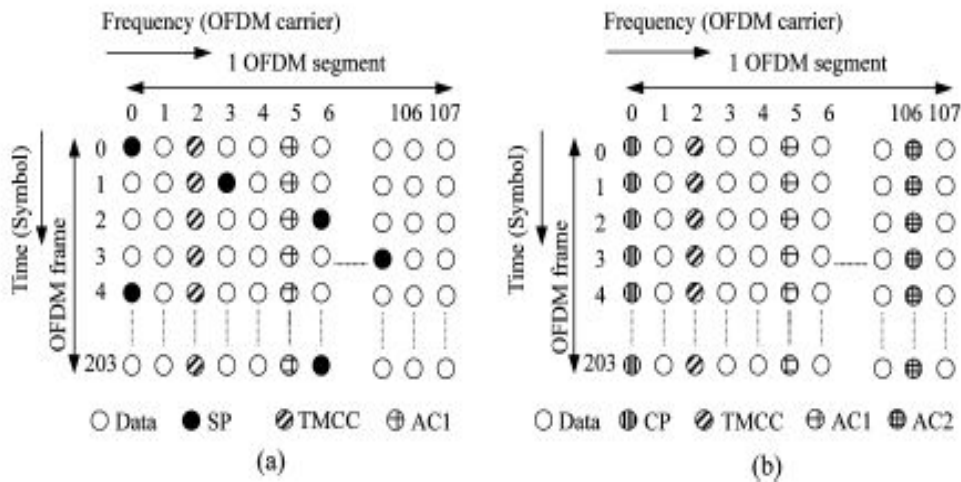 Frequency (OFDM carrier)
1 OFDM segment
0 1 2 3 4 5 6 106 107
Time (Symbol)
OFDM frame
0
1
2
3
4
203
Data SP TMCC AC1
(a)
Frequency (OFDM carrier)
1 OFDM segment
0 1 2 3 4 5 6 106 107
Time (Symbol)
OFDM frame
0
1
2
3
4
203
Data CP TMCC AC1 AC2
(b)